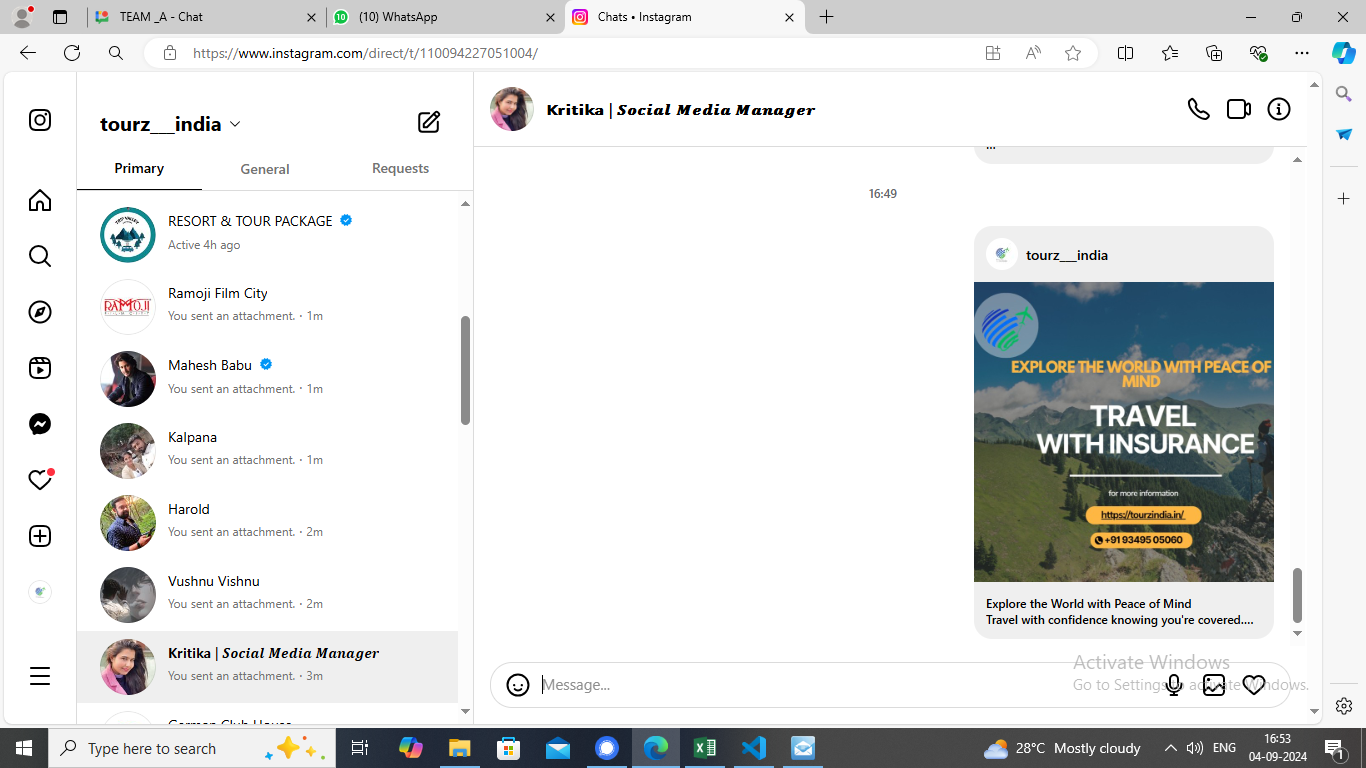 TEAM _A - Chat
(10) WhatsApp
Chats • Instagram
https://www.instagram.com/direct/t/110094227051004/
tourz___india
Primary
General
Requests
RESORT & TOUR PACKAGE
Active 4h ago
RAMOJI
Ramoji Film City
You sent an attachment. · 1m
Mahesh Babu
You sent an attachment. · 1m
Kalpana
You sent an attachment. · 1m
Harold
You sent an attachment. · 2m
Vushnu Vishnu
You sent an attachment. · 2m
Kritika | Social Media Manager
You sent an attachment. · 3m
Kritika | Social Media Manager
...
16:49
tourz___india
EXPLORE THE WORLD WITH PEACE OF
MIND
TRAVEL
WITH INSURANCE
for more information
https://tourzindia.in/
+91 93495 05060
Explore the World with Peace of Mind
Travel with confidence knowing you're covered....
Message...
Activate Windows
Go to Settings to activate Windows.
Type here to search
28°C Mostly cloudy
ENG
16:53
04-09-2024
1